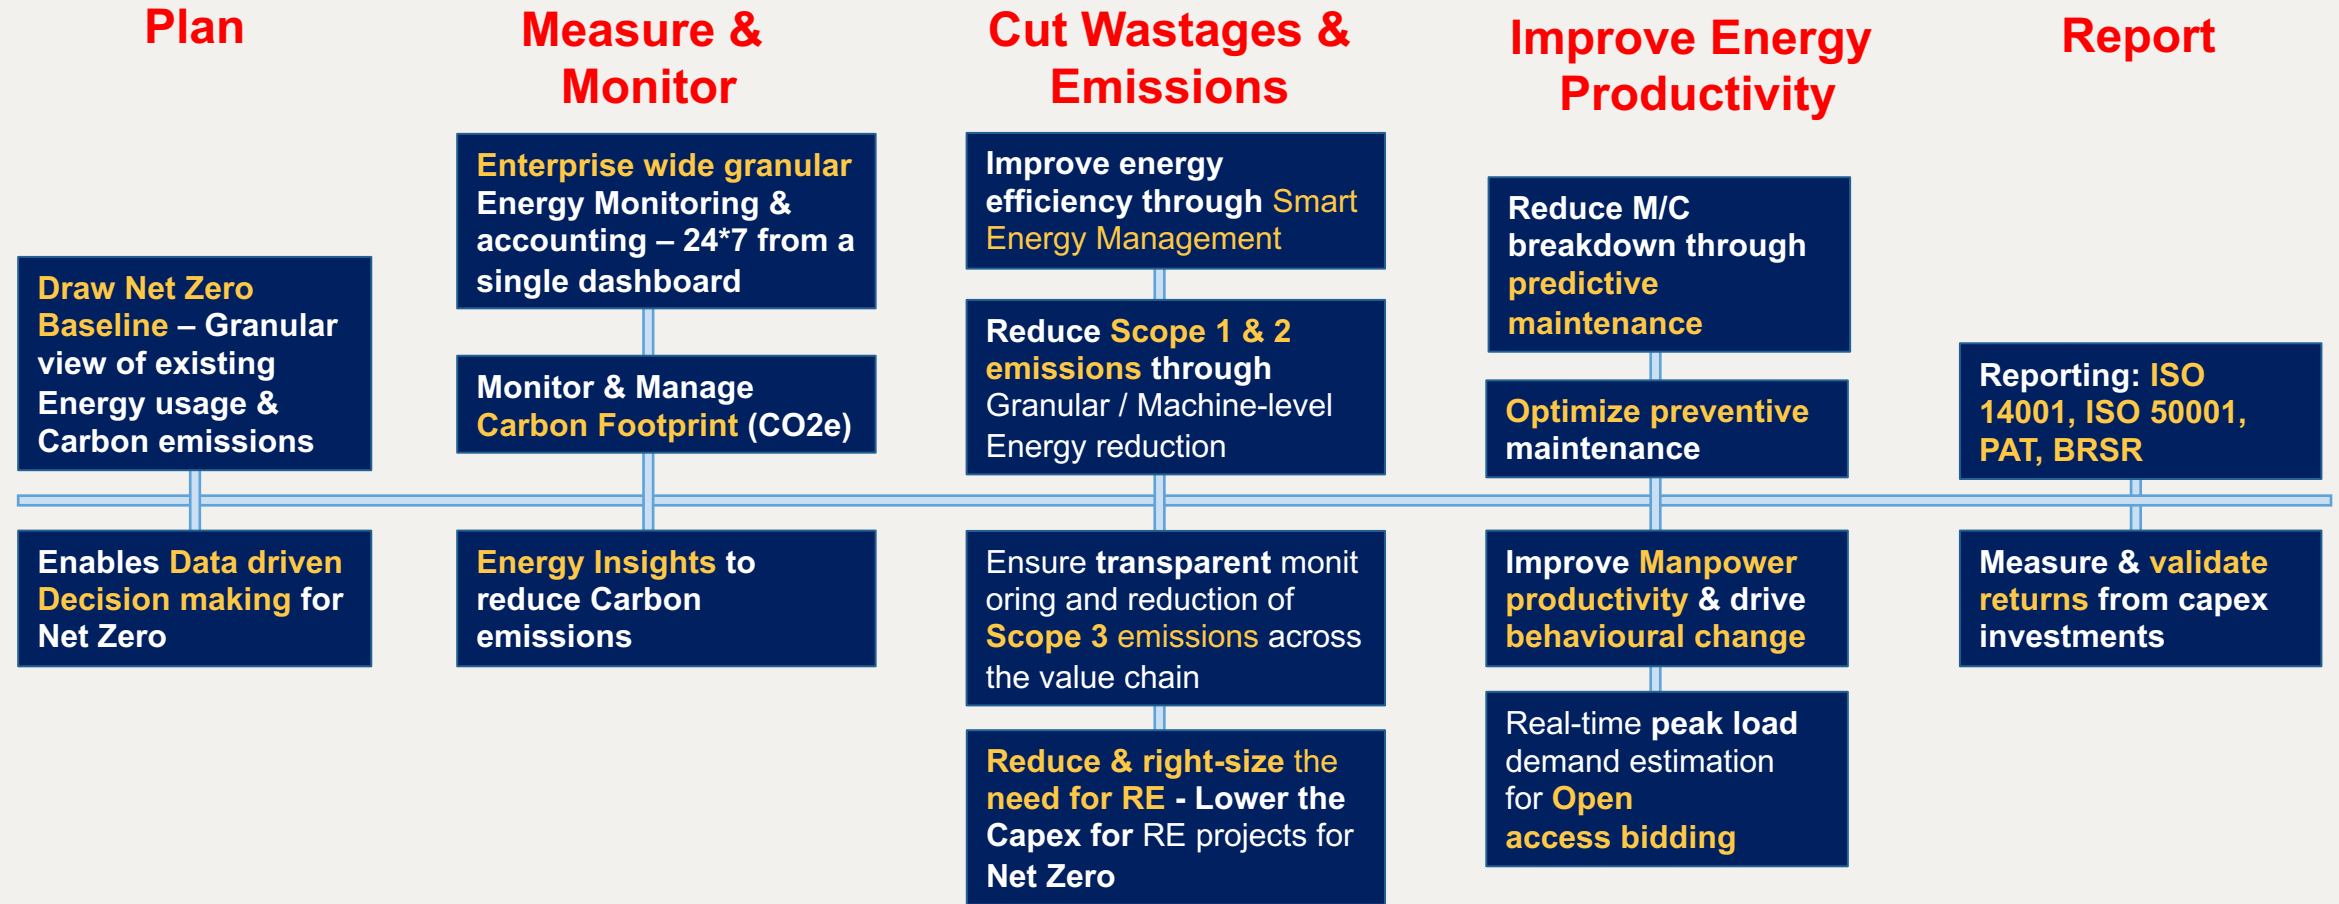 Plan
Draw Net Zero
Baseline – Granular
view of existing
Energy usage &
Carbon emissions
Enables Data driven
Decision making for
Net Zero
Measure &
Monitor
Enterprise wide granular
Energy Monitoring &
accounting – 24*7 from a
single dashboard
Monitor & Manage
Carbon Footprint (CO2e)
Energy Insights to
reduce Carbon
emissions
Cut Wastages &
Emissions
Improve energy
efficiency through Smart
Energy Management
Reduce Scope 1 & 2
emissions through
Granular / Machine-level
Energy reduction
Ensure transparent monit
oring and reduction of
Scope 3 emissions across
the value chain
Reduce & right-size the
need for RE - Lower the
Capex for RE projects for
Net Zero
Improve Energy
Productivity
Reduce M/C
breakdown through
predictive
maintenance
Optimize preventive
maintenance
Improve Manpower
productivity & drive
behavioural change
Real-time peak load
demand estimation
for Open
access bidding
Report
Reporting: ISO
14001, ISO 50001,
PAT, BRSR
Measure & validate
returns from capex
investments